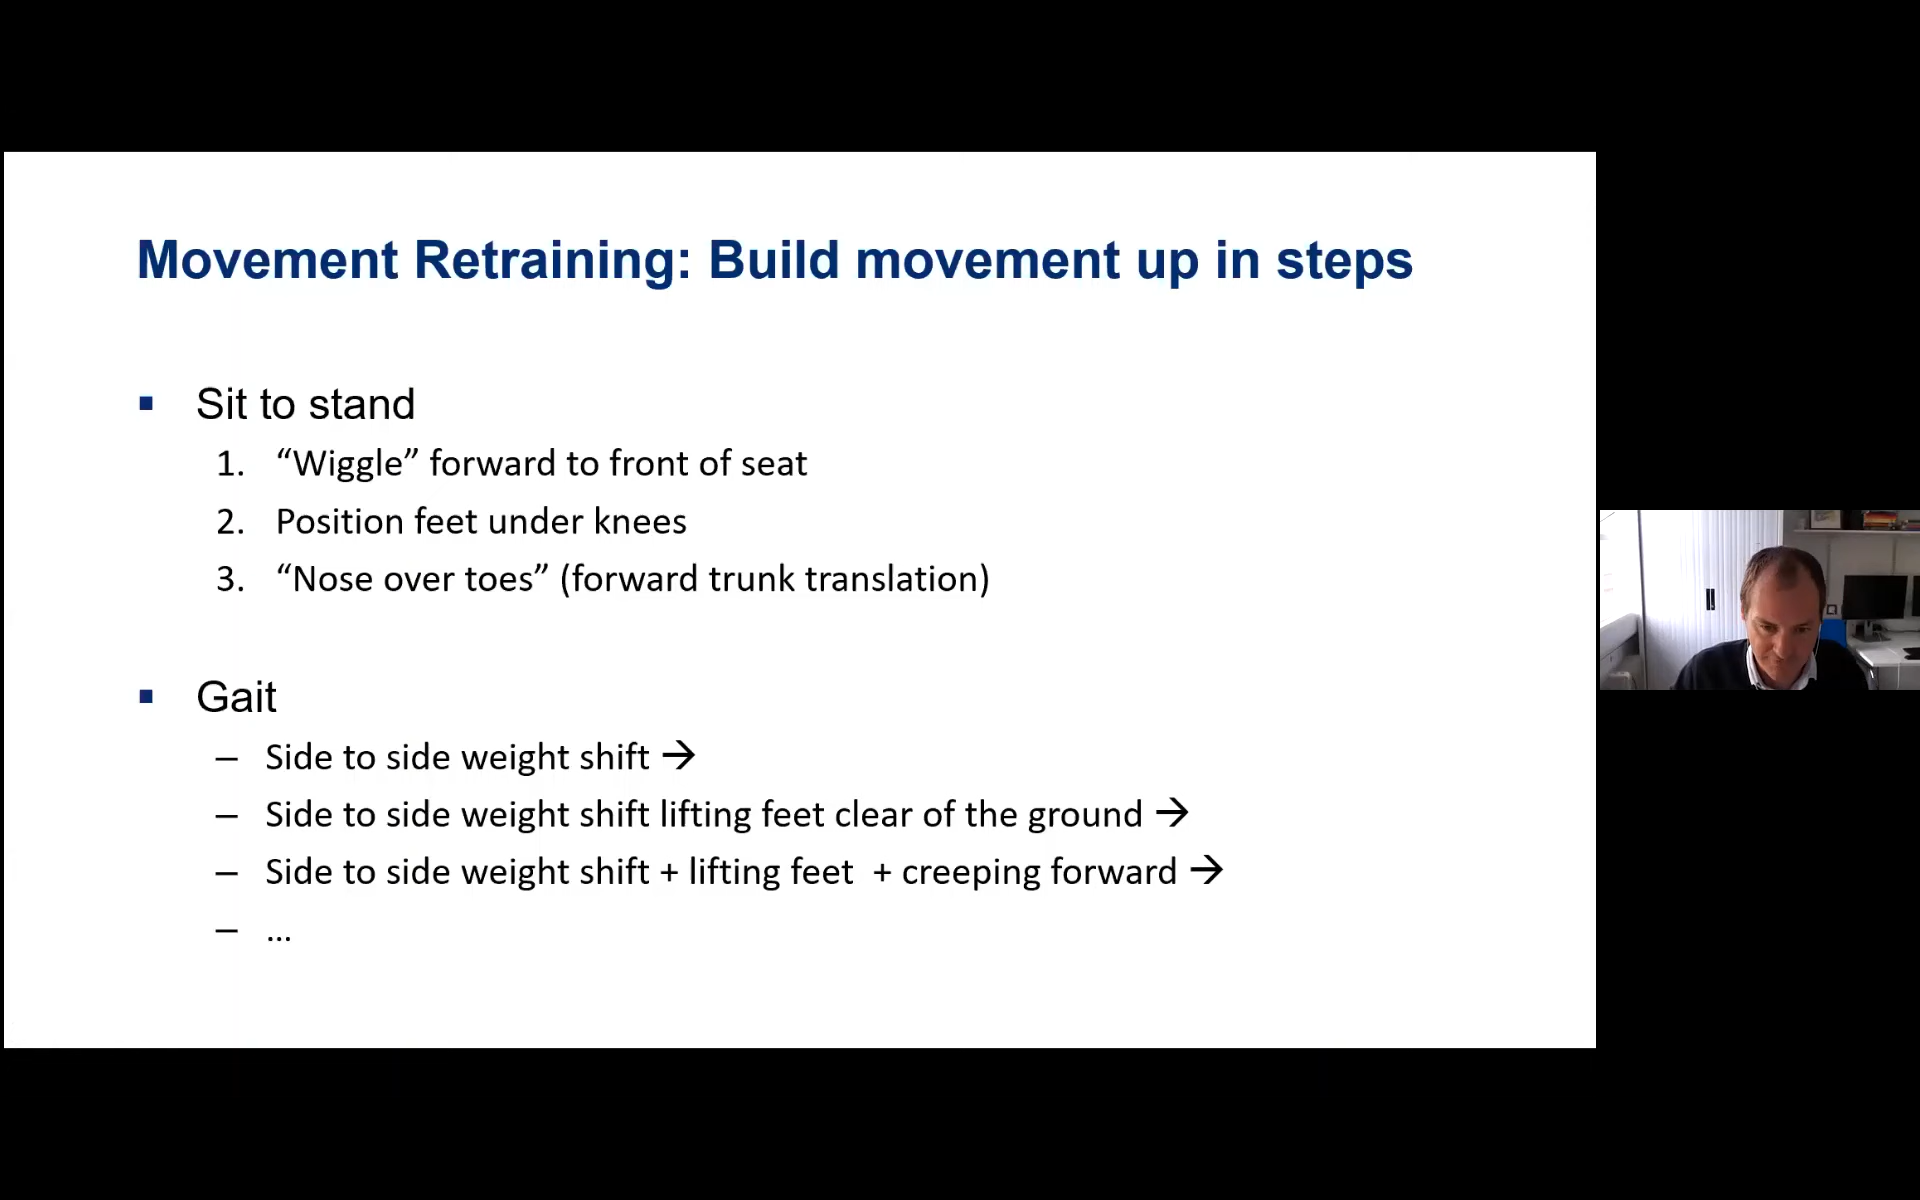 Movement Retraining: Build movement up in steps
▪ Sit to stand
1. “Wiggle” forward to front of seat
2. Position feet under knees
3. “Nose over toes” (forward trunk translation)
▪ Gait
– Side to side weight shift →
– Side to side weight shift lifting feet clear of the ground →
– Side to side weight shift + lifting feet + creeping forward →
– ...